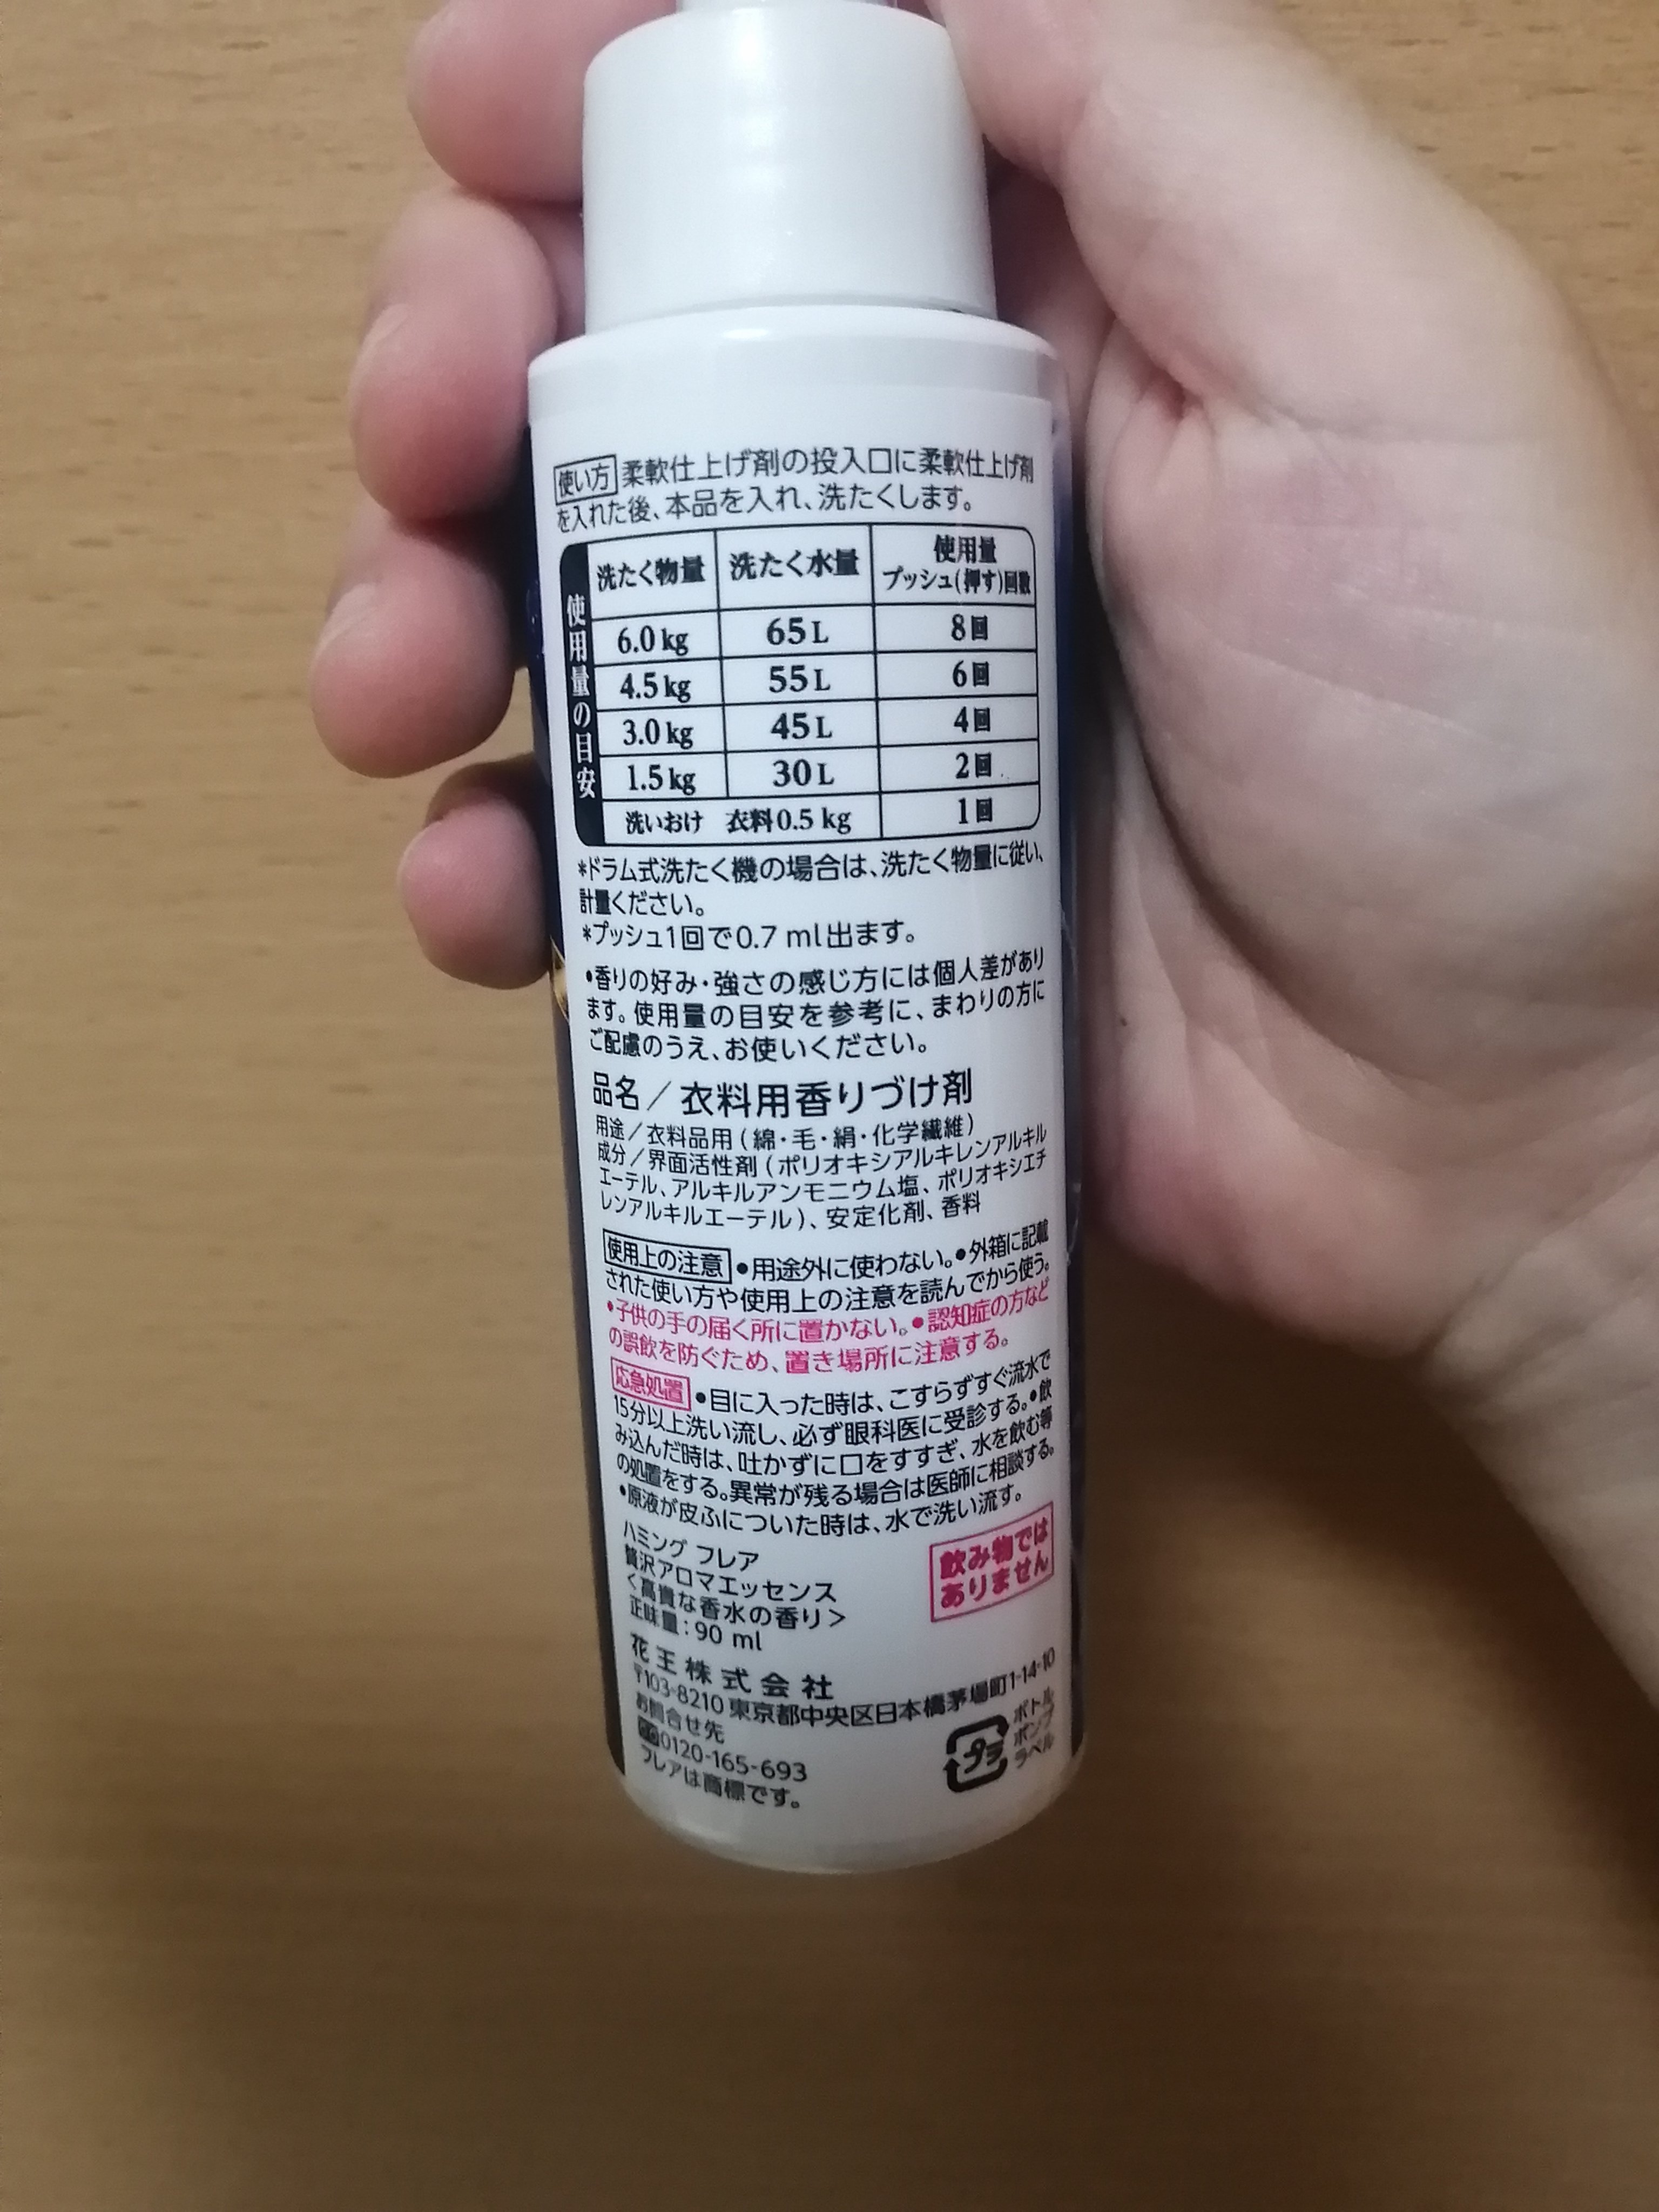 使い方 柔軟仕上げ剤の投入口に柔軟仕上げ剤
を入れた後、本品を入れ、洗たくします。
使用量の目安
洗たく物量 洗たく水量 使用量 プッシュ(押す)回数
6.0kg 65L 8回
4.5kg 55L 6回
3.0kg 45L 4回
1.5kg 30L 2回
洗いおけ 衣料0.5kg 1回
*ドラム式洗たく機の場合は、洗たく物量に従い、
計量ください。
*プッシュ1回で0.7ml出ます。
•香りの好み・強さの感じ方には個人差があり
ます。使用量の目安を参考に、まわりの方に
ご配慮のうえ、お使いください。
品名／衣料用香りづけ剤
用途／衣料品用(綿・毛・絹・化学繊維)
成分／界面活性剤(ポリオキシアルキレンアルキル
エーテル、アルキルアンモニウム塩、ポリオキシエチ
レンアルキルエーテル)、安定化剤、香料
使用上の注意 •用途外に使わない。•外箱に記載
された使い方や使用上の注意を読んでから使う。
•子供の手の届く所に置かない。•認知症の方など
の誤飲を防ぐため、置き場所に注意する。
応急処置 •目に入った時は、こすらずすぐ流水で
15分以上洗い流し、必ず眼科医に受診する。•飲
み込んだ時は、吐かずに口をすすぎ、水を飲む等
の処置をする。異常が残る場合は医師に相談する。
•原液が皮ふについた時は、水で洗い流す。
ハミング フレア
贅沢アロマエッセンス
<高貴な香水の香り>
正味量：90 ml
飲み物では
ありません
花王株式会社
〒103-8210 東京都中央区日本橋茅場町1-14-10
お問合せ先
0120-165-693
フレアは商標です。
プラ
ボトル
ポンプ
ラベル